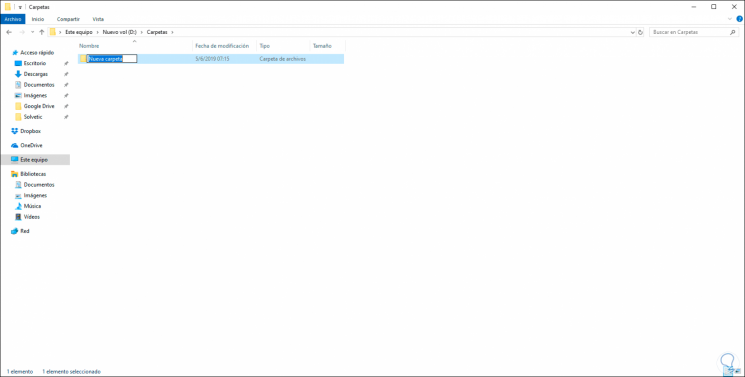 Carpetas
Archivo Inicio Compartir Vista
Este equipo Nuevo vol (D:) Carpetas Buscar en Carpetas
Nombre Fecha de modificación Tipo Tamaño
Nueva carpeta 5/6/2019 07:13 Carpeta de archivos
Acceso rápido
Escritorio
Descargas
Documentos
Imágenes
Google Drive
Solvetic
Dropbox
OneDrive
Este equipo
Bibliotecas
Documentos
Imágenes
Música
Vídeos
Red
1 elemento 1 elemento seleccionado